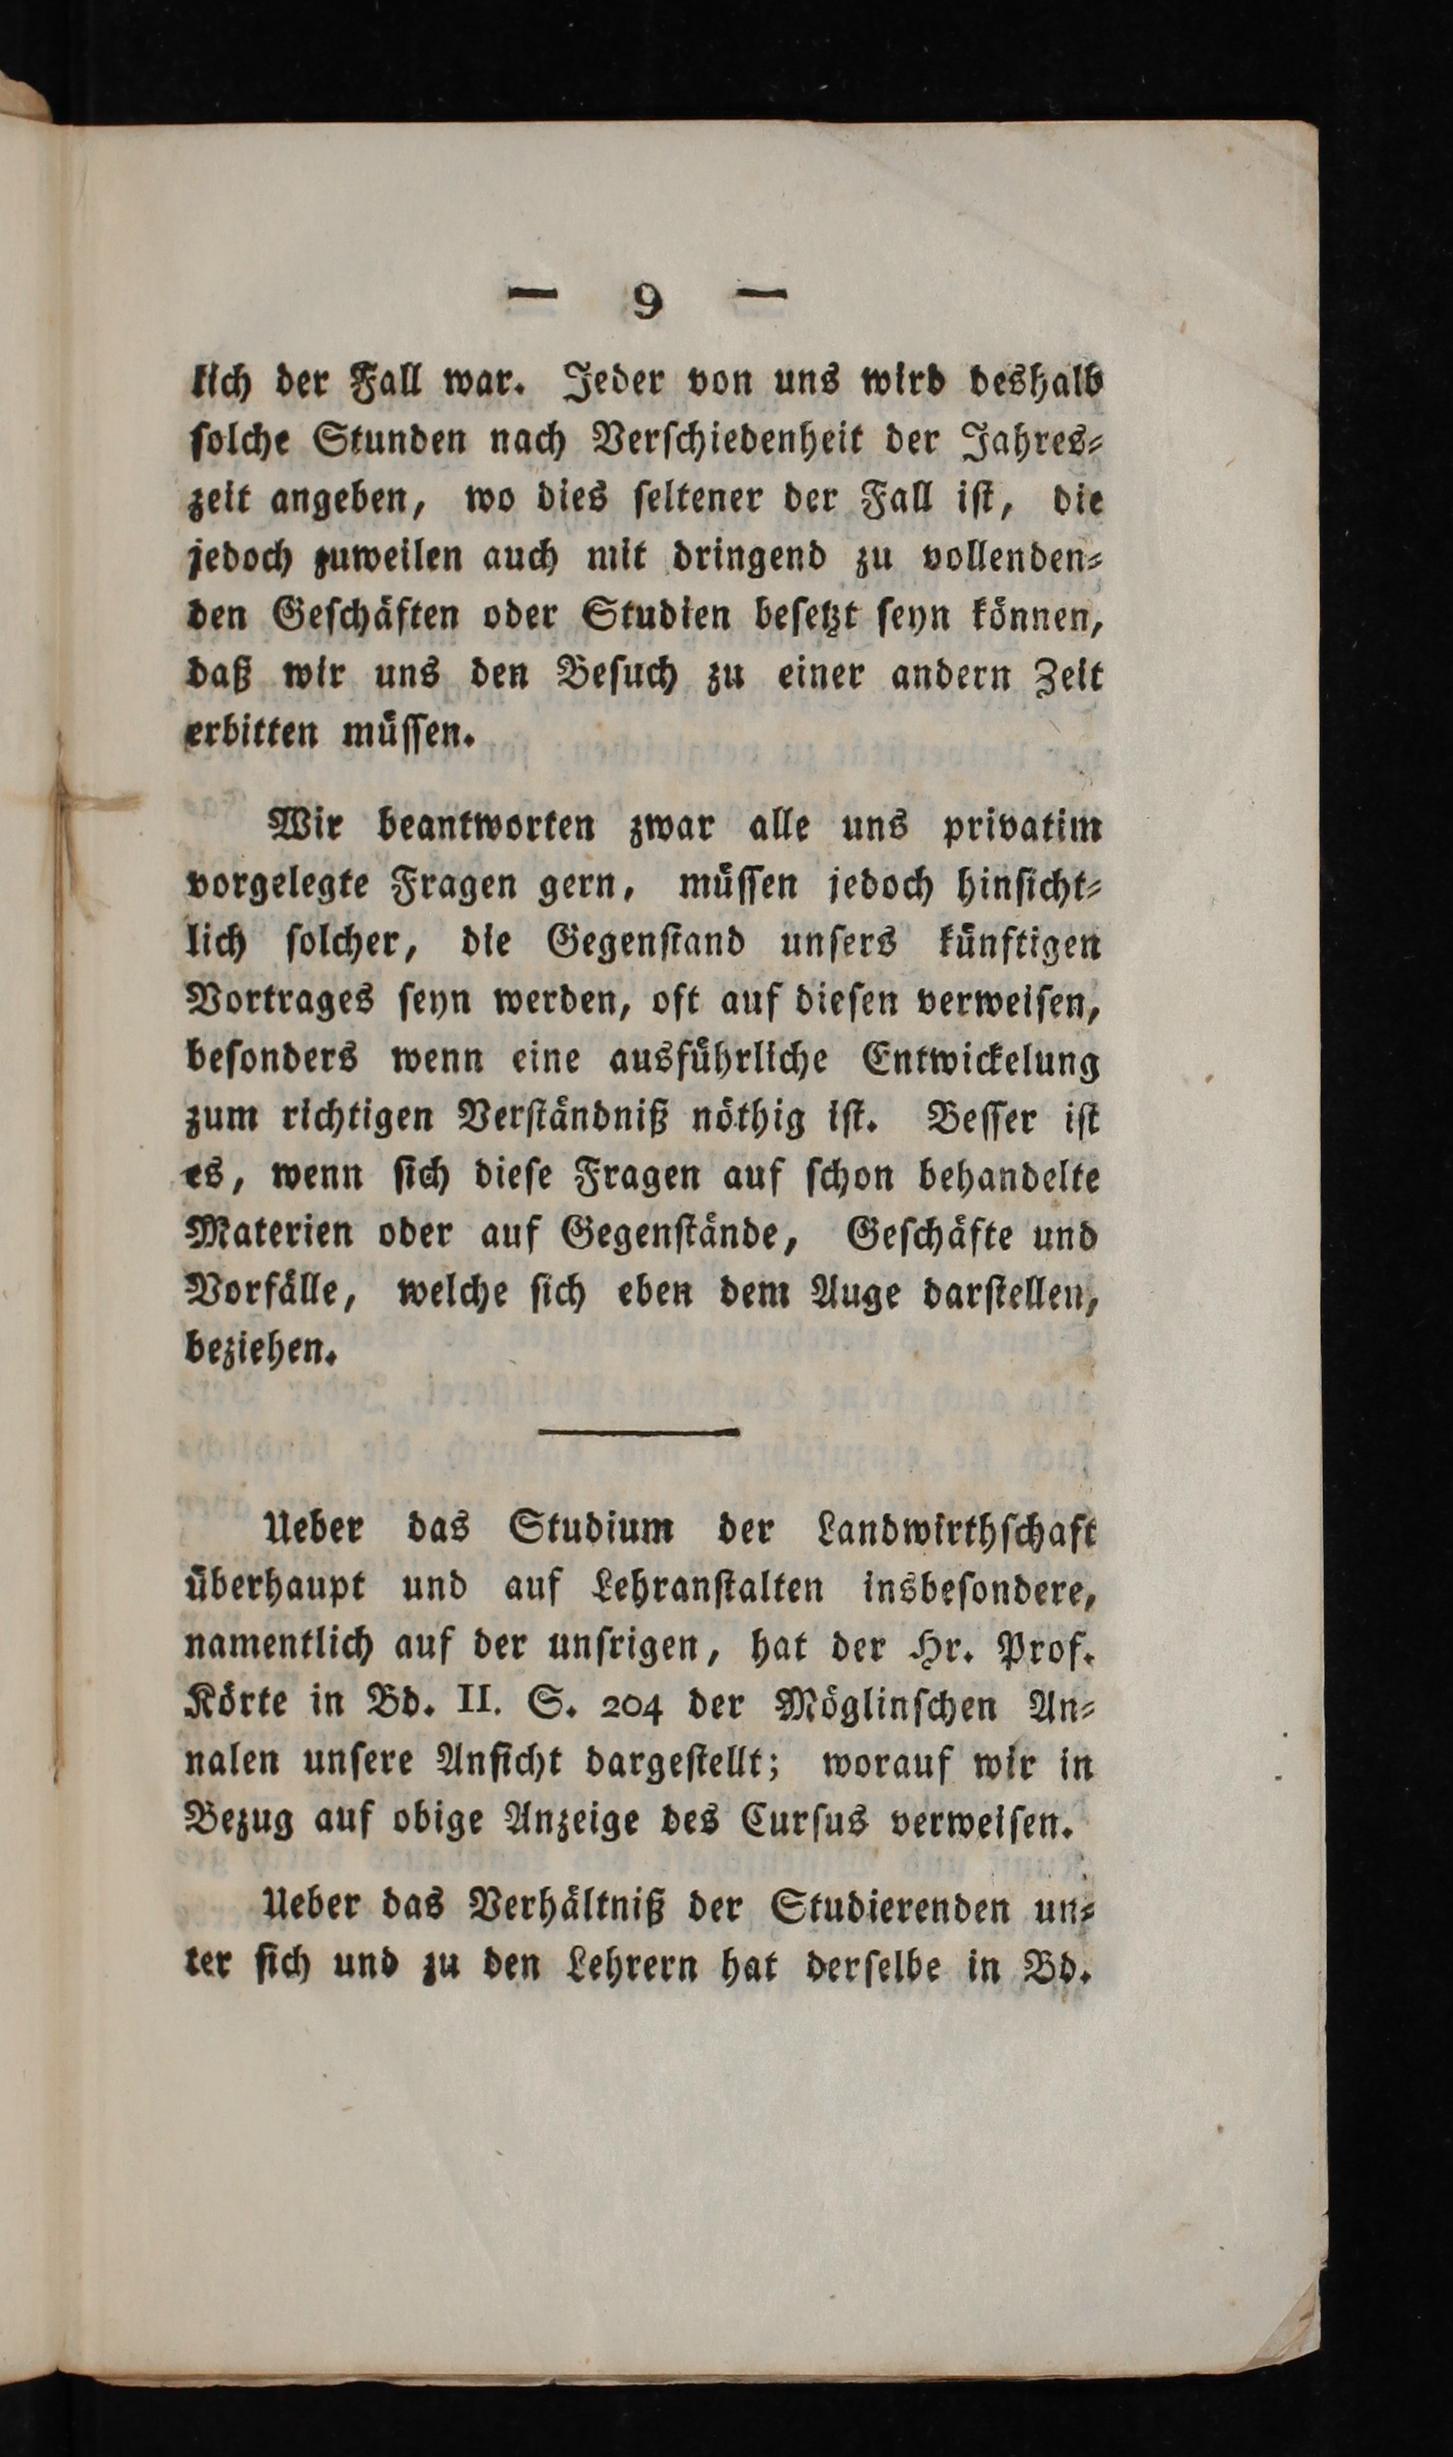 — 9 —
lich der Fall war. Jeder von uns wird deshalb
ſolche Stunden nach Verſchiedenheit der Jahres⸗
zeit angeben, wo dies ſeltener der Fall iſt, die
jedoch zuweilen auch mit dringend zu vollenden⸗
den Geſchäften oder Studien beſetzt ſeyn können,
daß wir uns den Beſuch zu einer andern Zeit
erbitten müſſen.
Wir beantworten zwar alle uns privatim
vorgelegte Fragen gern, müſſen jedoch hinſicht⸗
lich ſolcher, die Gegenſtand unſers künftigen
Vortrages ſeyn werden, oft auf dieſen verweiſen,
beſonders wenn eine ausführliche Entwickelung
zum richtigen Verſtändniß nöthig iſt. Beſſer iſt
es, wenn ſich dieſe Fragen auf ſchon behandelte
Materien oder auf Gegenſtände, Geſchäfte und
Vorfälle, welche ſich eben dem Auge darſtellen,
beziehen.
Ueber das Studium der Landwirthſchaft
überhaupt und auf Lehranſtalten insbeſondere,
namentlich auf der unſrigen, hat der Hr. Prof.
Körte in Bd. II. S. 204 der Möglinſchen An⸗
nalen unſere Anſicht dargeſtellt; worauf wir in
Bezug auf obige Anzeige des Curſus verweiſen.
Ueber das Verhältniß der Studierenden un⸗
ter ſich und zu den Lehrern hat derſelbe in Bd.